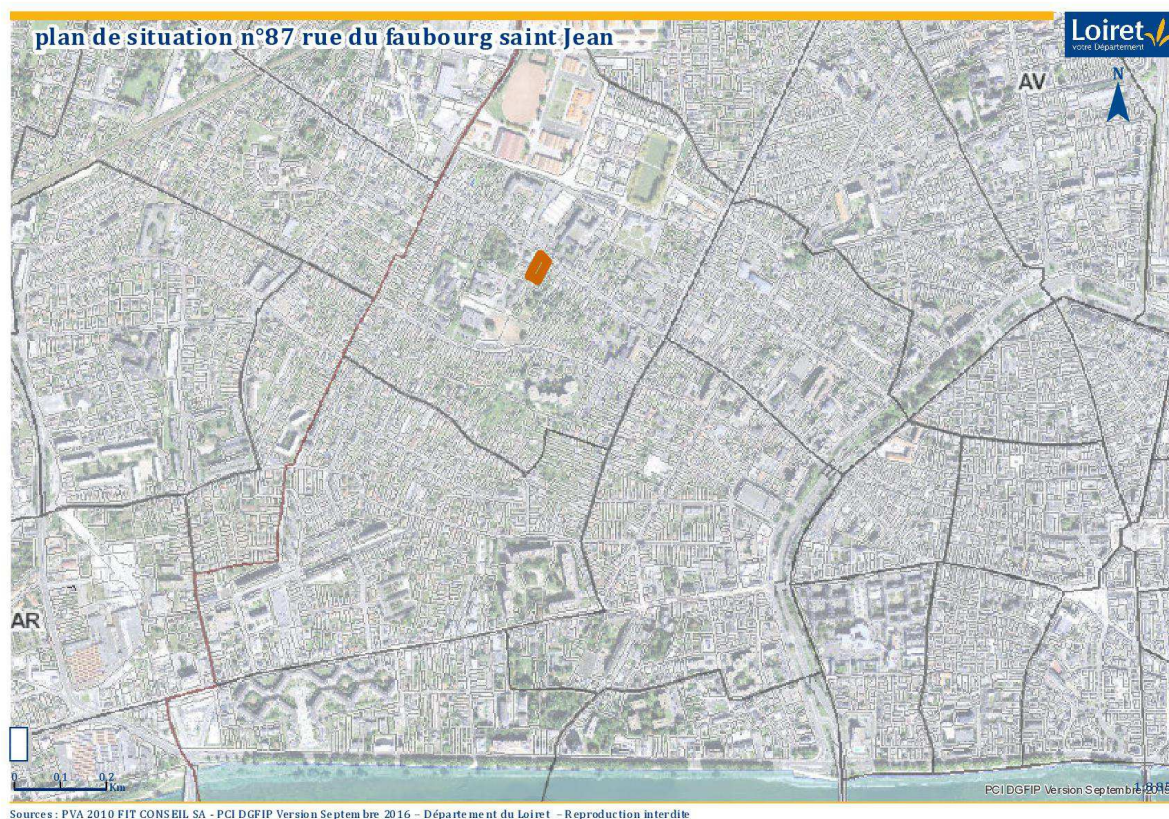 plan de situation n°87 rue du faubourg saint Jean
Loiret
votre Département
N
AV
AR
0 0.1 0.2
Km
PCI DGFIP Version Septembre 2015
Sources : PVA 2010 FIT CONSEIL SA - PCI DGFIP Version Septembre 2016 - Département du Loiret - Reproduction interdite